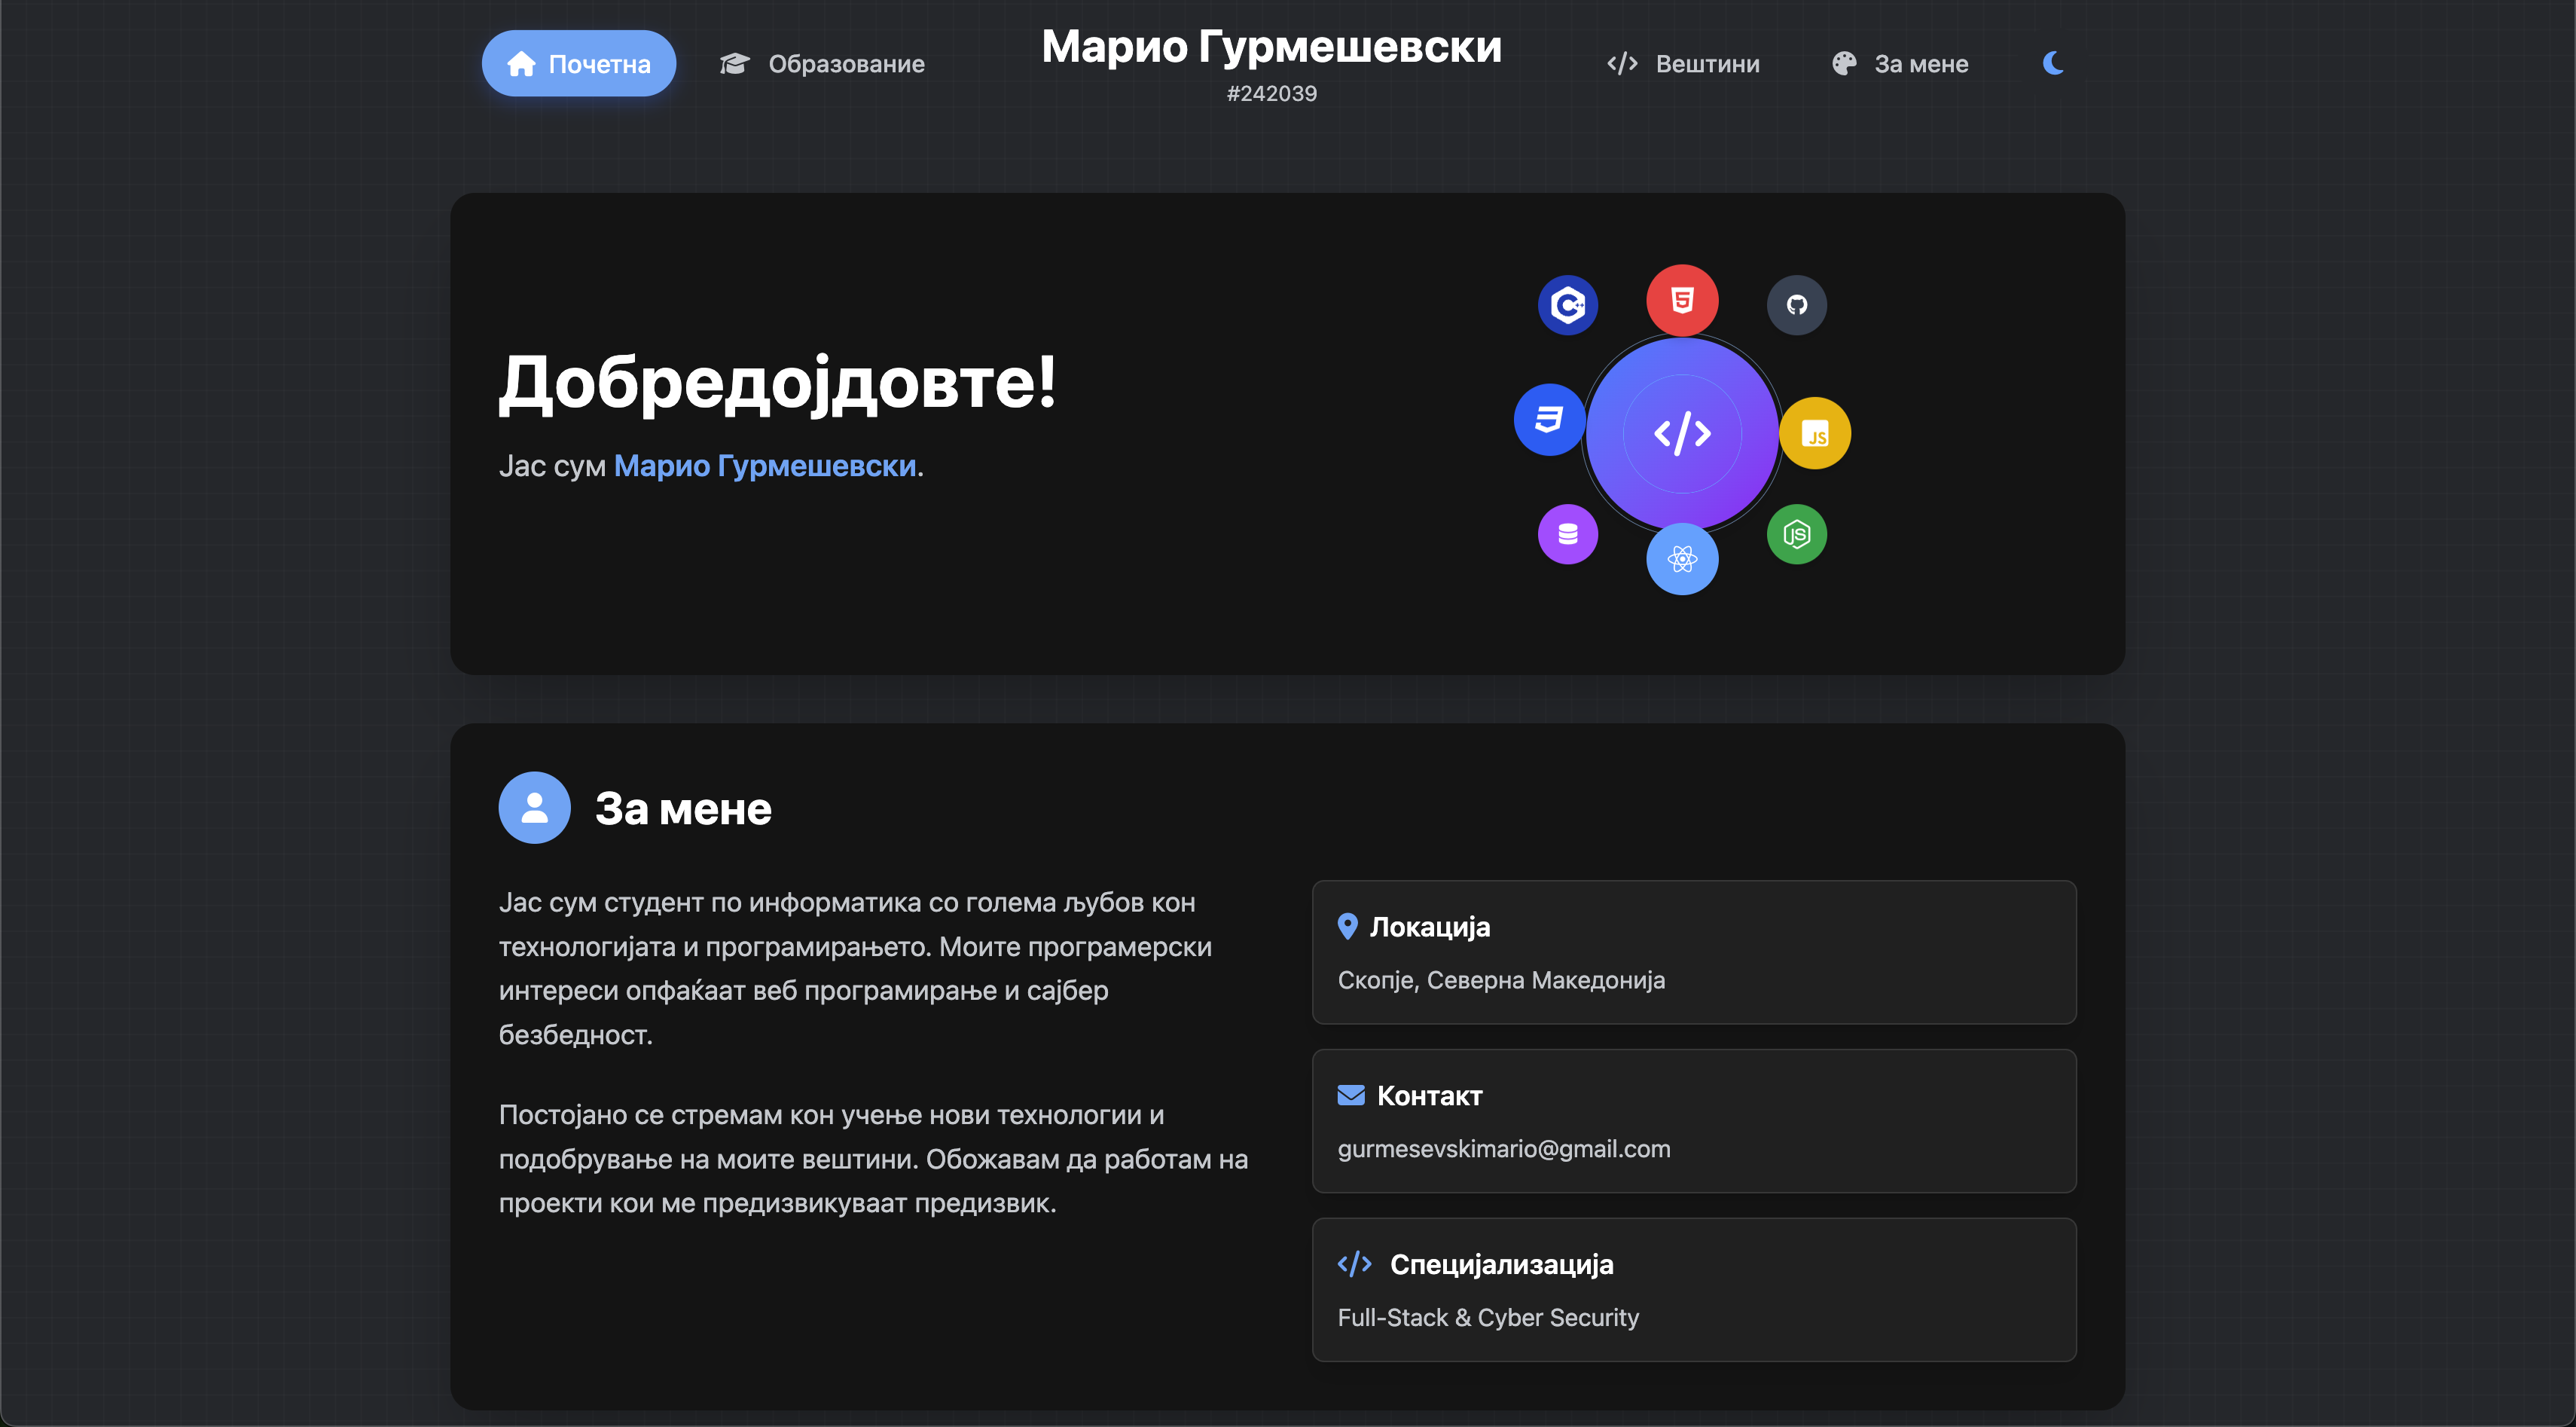 Почетна
Образование
Марио Гурмешевски
#242039
Вештини
За мене
Добредојдовте!
Јас сум Марио Гурмешевски.
JS
JS
За мене
Јас сум студент по информатика со голема љубов кон
технологијата и програмирањето. Моите програмерски
интереси опфаќаат веб програмирање и сајбер
безбедност.
Постојано се стремам кон учење нови технологии и
подобрување на моите вештини. Обожавам да работам на
проекти кои ме предизвикуваат предизвик.
Локација
Скопје, Северна Македонија
Контакт
gurmesevskimario@gmail.com
Специјализација
Full-Stack & Cyber Security